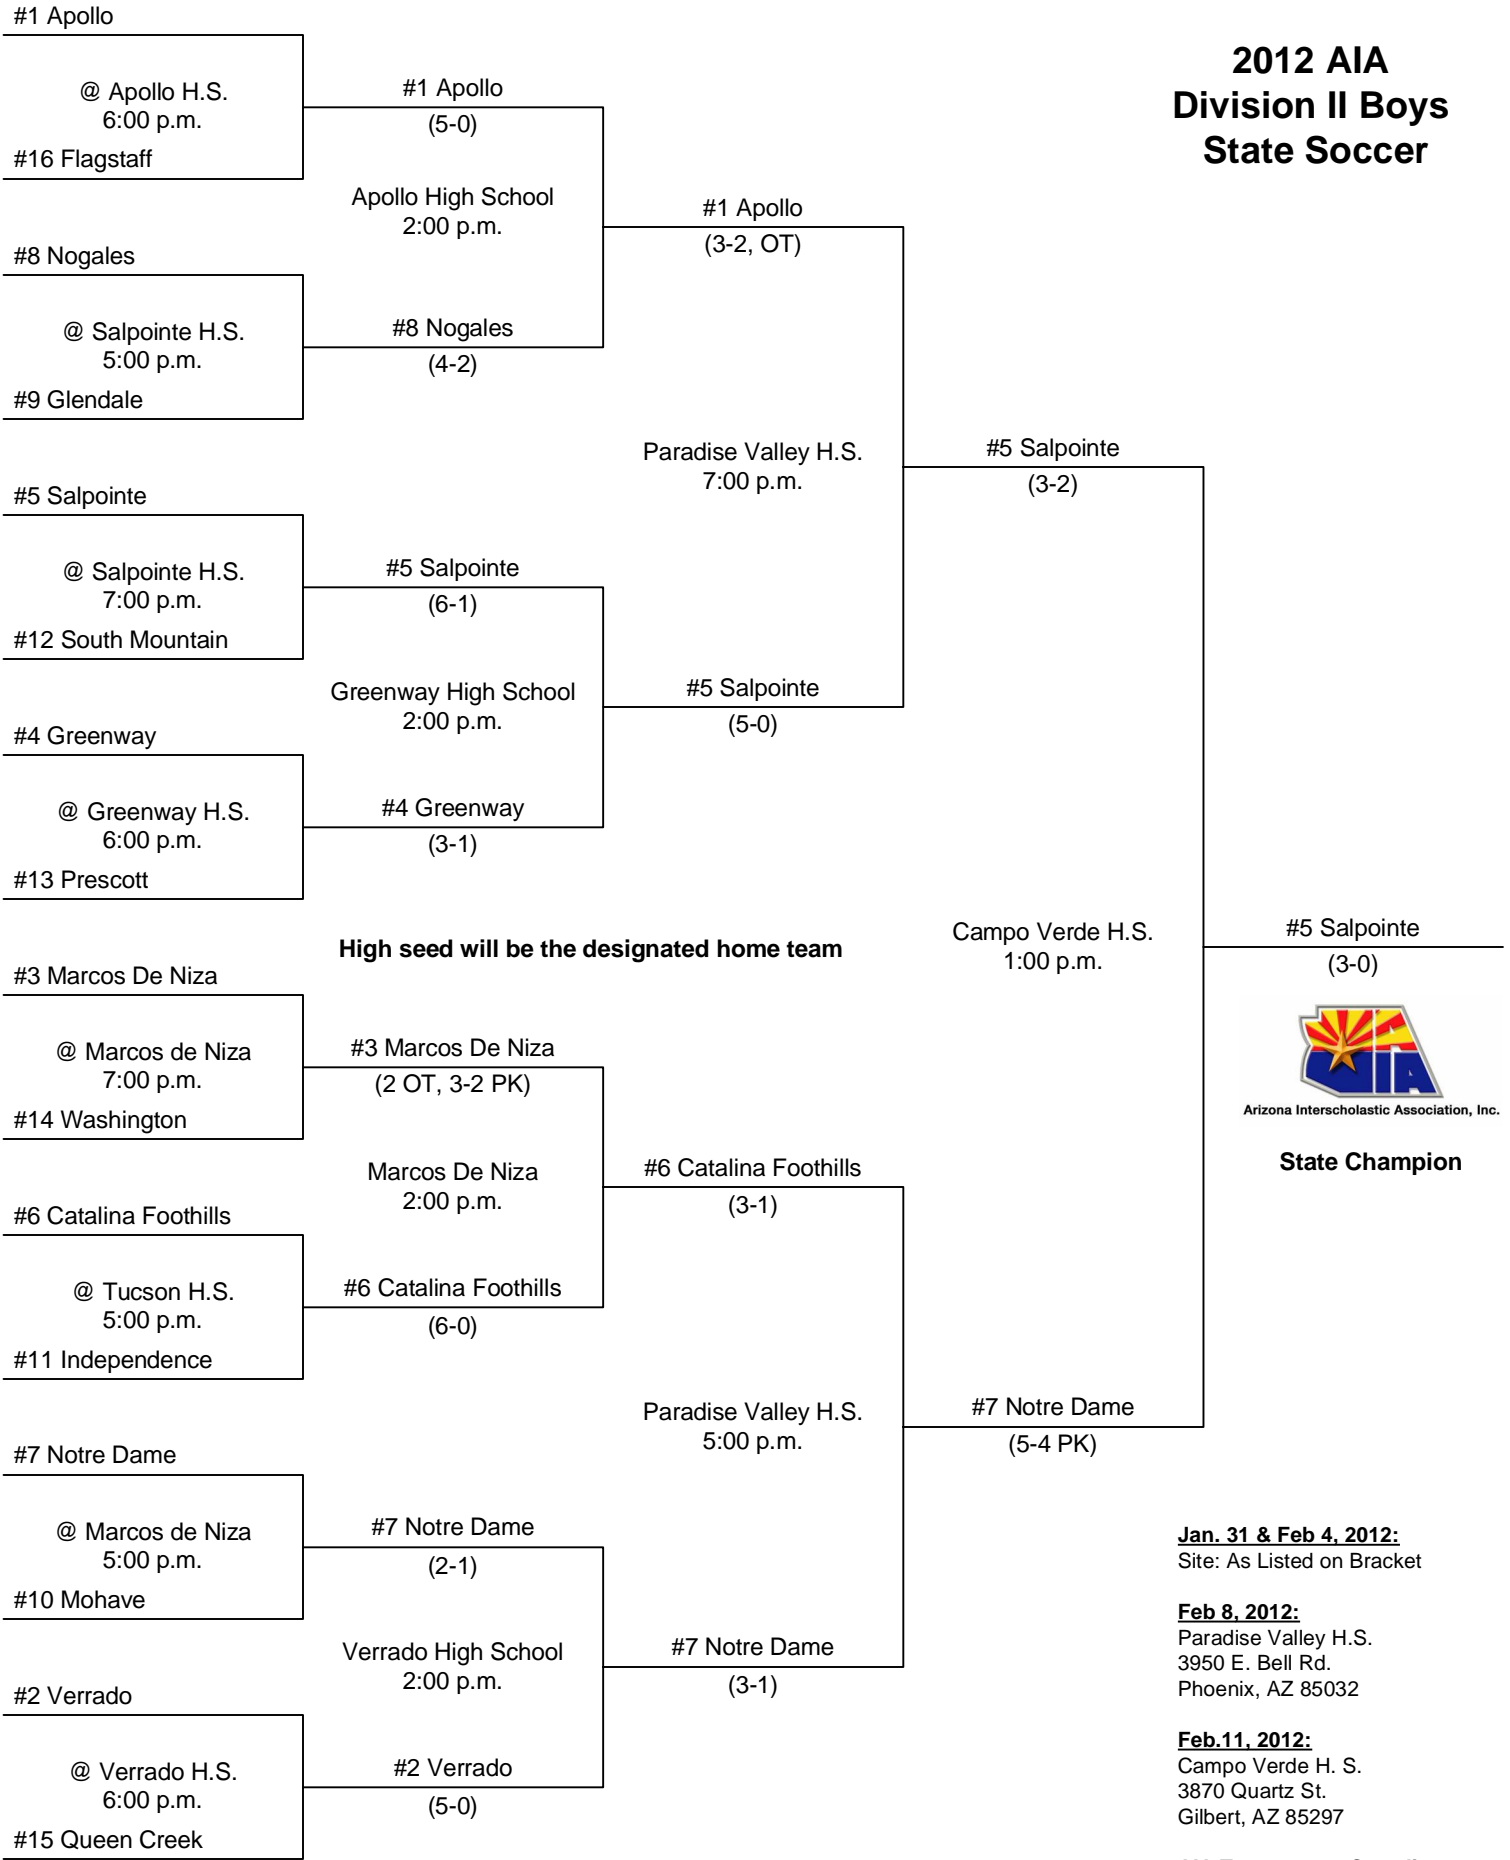 #1 Apollo
@ Apollo H.S.
6:00 p.m.
#16 Flagstaff
#8 Nogales
@ Salpointe H.S.
5:00 p.m.
#9 Glendale
#5 Salpointe
@ Salpointe H.S.
7:00 p.m.
#12 South Mountain
#4 Greenway
@ Greenway H.S.
6:00 p.m.
#13 Prescott
#3 Marcos De Niza
@ Marcos de Niza
7:00 p.m.
#14 Washington
#6 Catalina Foothills
@ Tucson H.S.
5:00 p.m.
#11 Independence
#7 Notre Dame
@ Marcos de Niza
5:00 p.m.
#10 Mohave
#2 Verrado
@ Verrado H.S.
6:00 p.m.
#15 Queen Creek
#1 Apollo
(5-0)
Apollo High School
2:00 p.m.
#8 Nogales
(4-2)
#5 Salpointe
(6-1)
Greenway High School
2:00 p.m.
#4 Greenway
(3-1)
High seed will be the designated home team
#3 Marcos De Niza
(2 OT, 3-2 PK)
Marcos De Niza
2:00 p.m.
#6 Catalina Foothills
(6-0)
#7 Notre Dame
(2-1)
Verrado High School
2:00 p.m.
#2 Verrado
(5-0)
#1 Apollo
(3-2, OT)
Paradise Valley H.S.
7:00 p.m.
#5 Salpointe
(5-0)
#6 Catalina Foothills
(3-1)
Paradise Valley H.S.
5:00 p.m.
#7 Notre Dame
(3-1)
#5 Salpointe
(3-2)
Campo Verde H.S.
1:00 p.m.
#7 Notre Dame
(5-4 PK)
2012 AIA
Division II Boys
State Soccer
#5 Salpointe
(3-0)
AIA
Arizona Interscholastic Association, Inc.
State Champion
Jan. 31 & Feb 4, 2012:
Site: As Listed on Bracket
Feb 8, 2012:
Paradise Valley H.S.
3950 E. Bell Rd.
Phoenix, AZ 85032
Feb.11, 2012:
Campo Verde H. S.
3870 Quartz St.
Gilbert, AZ 85297